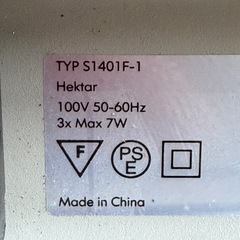 TYP S1401F-1
Hektar
100V 50-60Hz
3x Max 7W
F PS E
Made in China